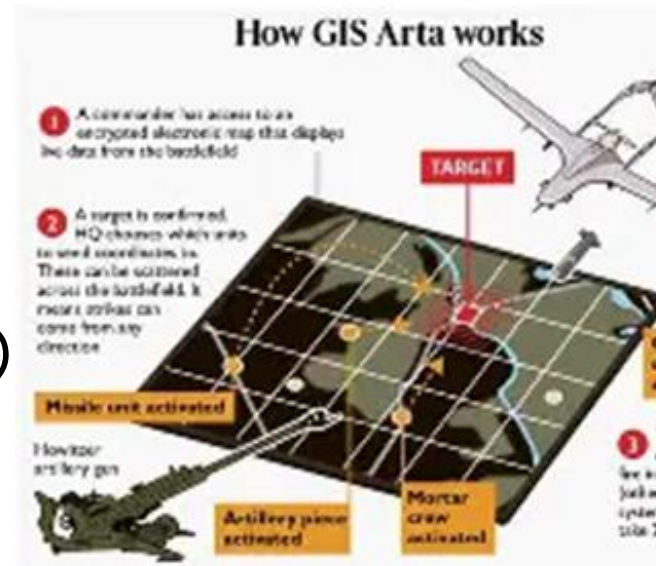 How GIS Arta works
1 A commander has access to an
encrypted electronic map that displays
live data from the battlefield
TARGET
2 A target is confirmed.
HQ chooses which units
to send coordinates to.
These can be scattered
across the battlefield. It
means strikes can
come from any
direction
Missile unit activated
Howitzer
artillery gun
Artillery piece
activated
Mortar
crew
activated
3
take